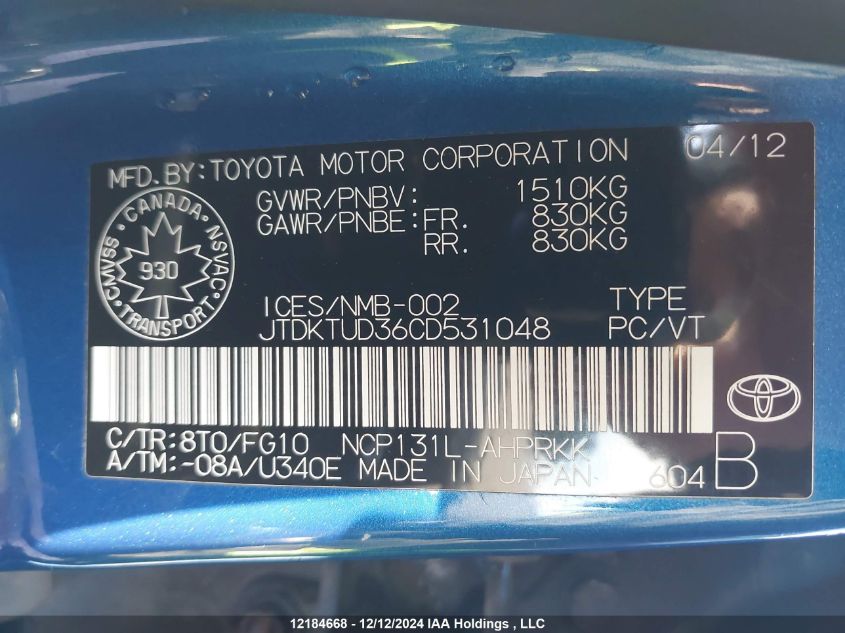 MFD. BY: TOYOTA MOTOR CORPORATION 04/12
GVWR/PNBV: 1510KG
GAWR/PNBE: FR. 830KG
RR. 830KG
CANADA
CMVSS NSVAC
930
TRANSPORT
ICES/NMB-002 TYPE
JTDKTUD36CD531048 PC/VT
C/TR: 8T0/FG10 NCP131L-AHPRKK
A/TM: -08A/U340E MADE IN JAPAN 604 B
12184668 - 12/12/2024 IAA Holdings , LLC